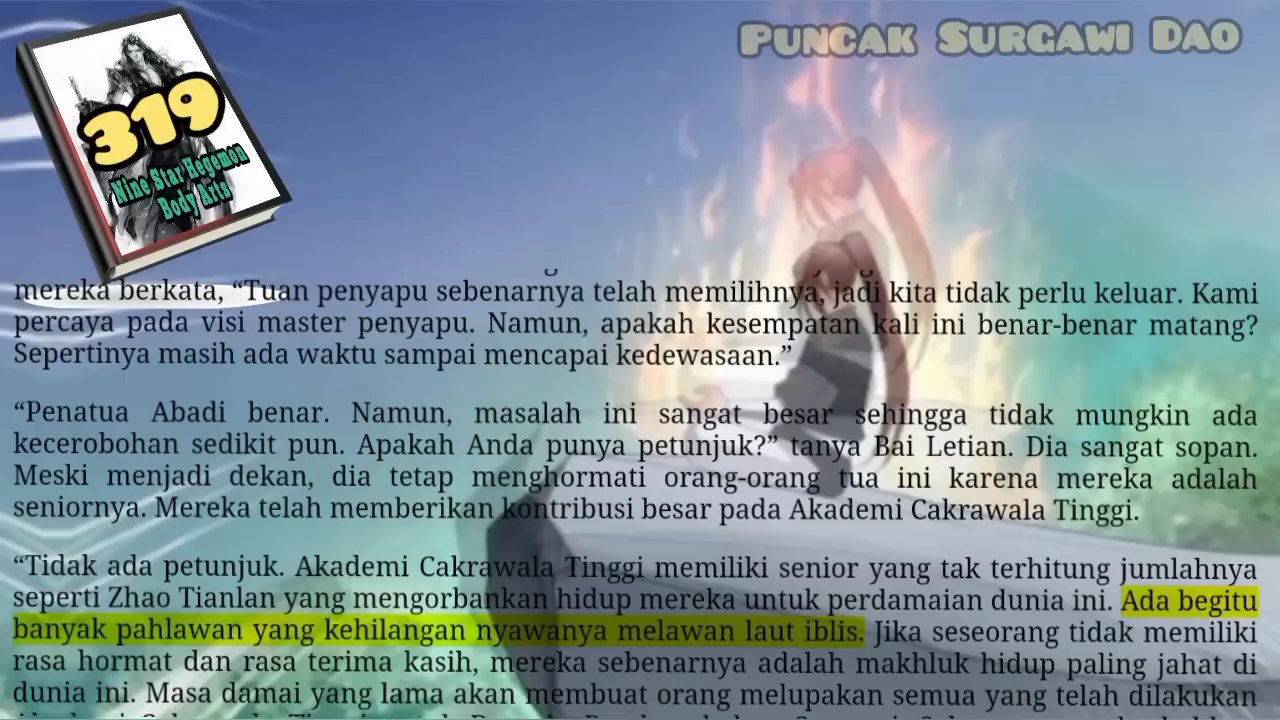 Puncak Surgawi Dao
319
Nine Star Hegemon
Body Arts
mereka berkata, “Tuan penyapu sebenarnya telah memilihnya, jadi kita tidak perlu keluar. Kami
percaya pada visi master penyapu. Namun, apakah kesempatan kali ini benar-benar matang?
Sepertinya masih ada waktu sampai mencapai kedewasaan.”
“Penatua Abadi benar. Namun, masalah ini sangat besar sehingga tidak mungkin ada
kecerobohan sedikit pun. Apakah Anda punya petunjuk?” tanya Bai Letian. Dia sangat sopan.
Meski menjadi dekan, dia tetap menghormati orang-orang tua ini karena mereka adalah
seniornya. Mereka telah memberikan kontribusi besar pada Akademi Cakrawala Tinggi.
“Tidak ada petunjuk. Akademi Cakrawala Tinggi memiliki senior yang tak terhitung jumlahnya
seperti Zhao Tianlan yang mengorbankan hidup mereka untuk perdamaian dunia ini. Ada begitu
banyak pahlawan yang kehilangan nyawanya melawan laut iblis. Jika seseorang tidak memiliki
rasa hormat dan rasa terima kasih, mereka sebenarnya adalah makhluk hidup paling jahat di
dunia ini. Masa damai yang lama akan membuat orang melupakan semua yang telah dilakukan